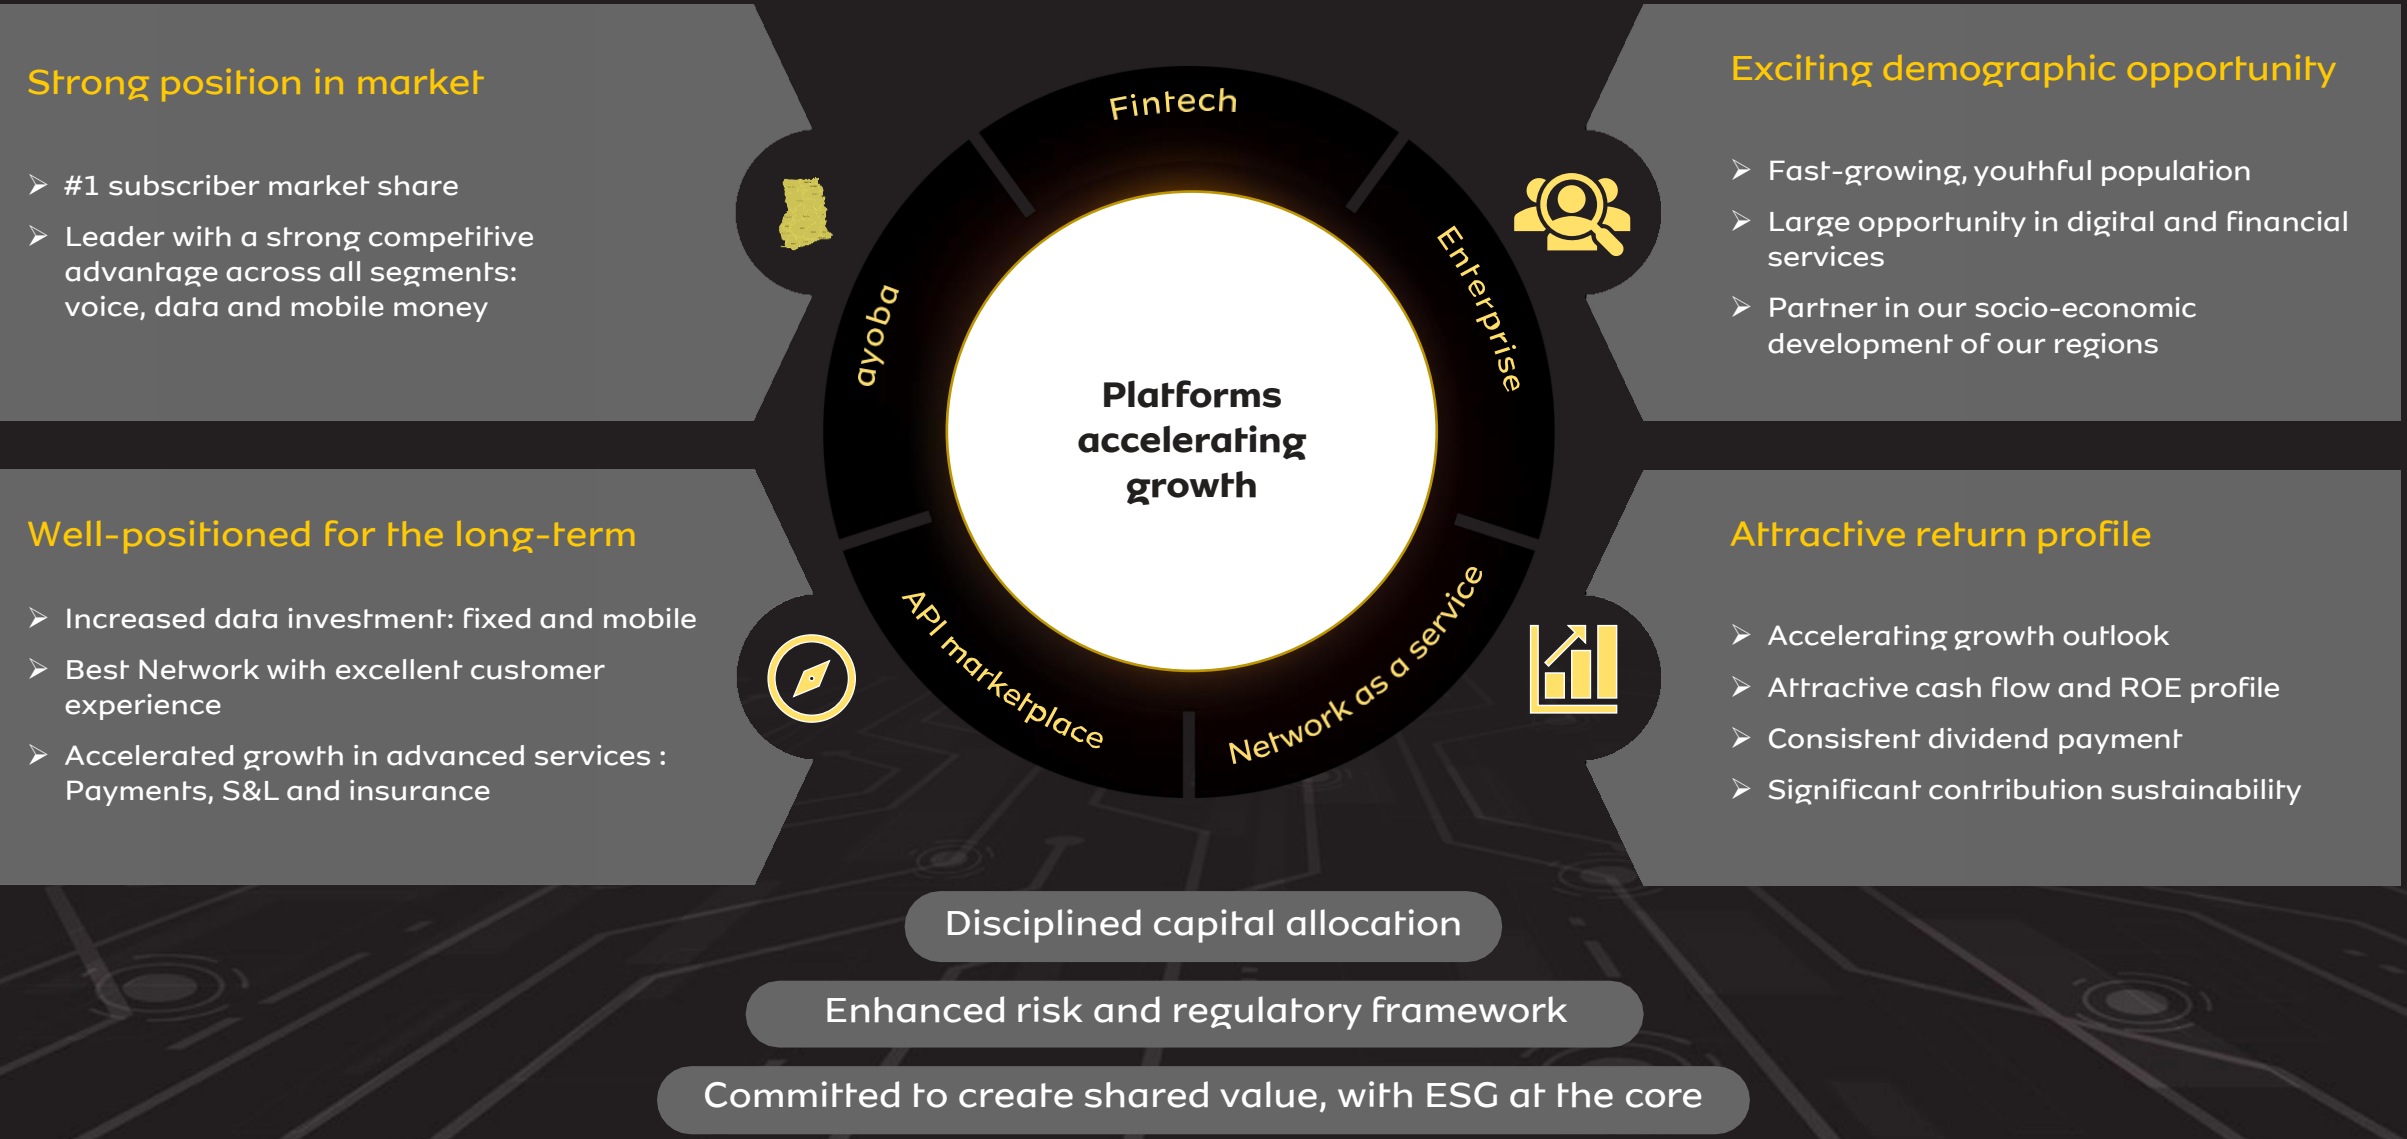 Strong position in market
#1 subscriber market share
Leader with a strong competitive
advantage across all segments:
voice, data and mobile money
Well-positioned for the long-term
Increased data investment: fixed and mobile
Best Network with excellent customer
experience
Accelerated growth in advanced services :
Payments, S&L and insurance
Fintech
Enterprise
Network as a service
API marketplace
ayoba
Platforms
accelerating
growth
Exciting demographic opportunity
Fast-growing, youthful population
Large opportunity in digital and financial
services
Partner in our socio-economic
development of our regions
Attractive return profile
Accelerating growth outlook
Attractive cash flow and ROE profile
Consistent dividend payment
Significant contribution sustainability
Disciplined capital allocation
Enhanced risk and regulatory framework
Committed to create shared value, with ESG at the core